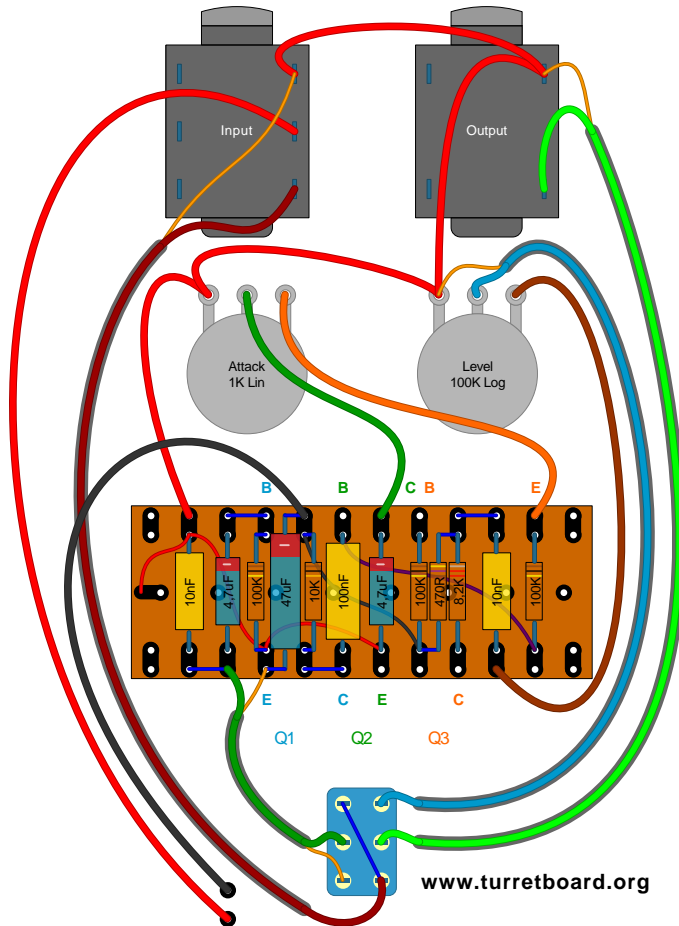 Input
Output
Attack
1K Lin
Level
100K Log
B
B
C
B
E
10nF
4.7uF
100K
47uF
10K
100nF
4.7uF
100K
470R
8.2K
10nF
100K
E
C
E
C
Q1
Q2
Q3
www.turretboard.org